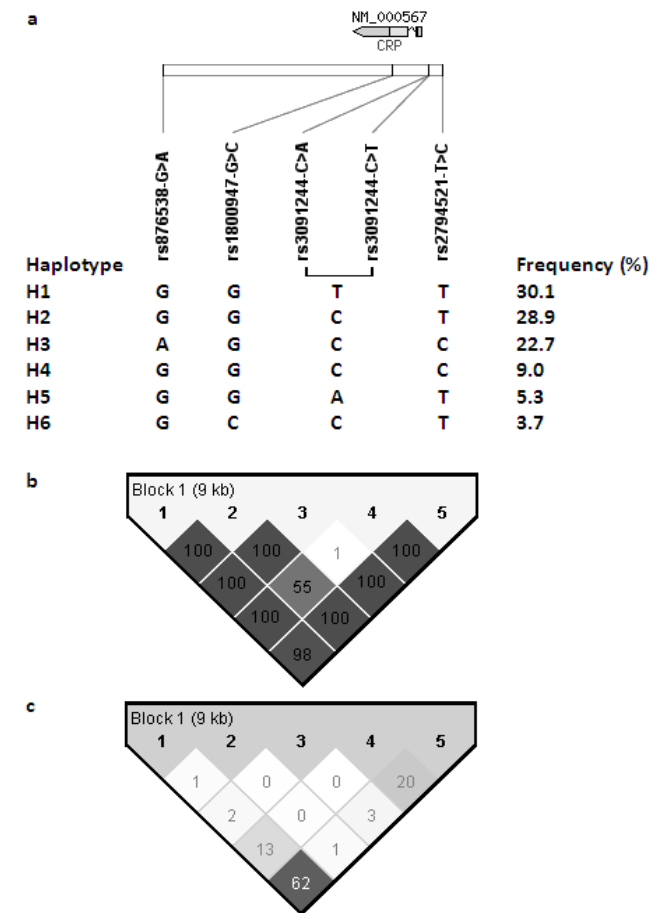 a
NM_000567
CRP
rs876538-G>A rs1800947-G>C rs3091244-C>A rs3091244-C>T rs2794521-T>C
Haplotype Frequency (%)
H1 G G T T 30.1
H2 G G C T 28.9
H3 A G C C 22.7
H4 G G C C 9.0
H5 G G A T 5.3
H6 G C C T 3.7
b
Block 1 (9 kb)
1 2 3 4 5
100 100 1 100
100 55 100
100 100
98
c
Block 1 (9 kb)
1 2 3 4 5
1 0 0 20
2 0 3
13 1
62